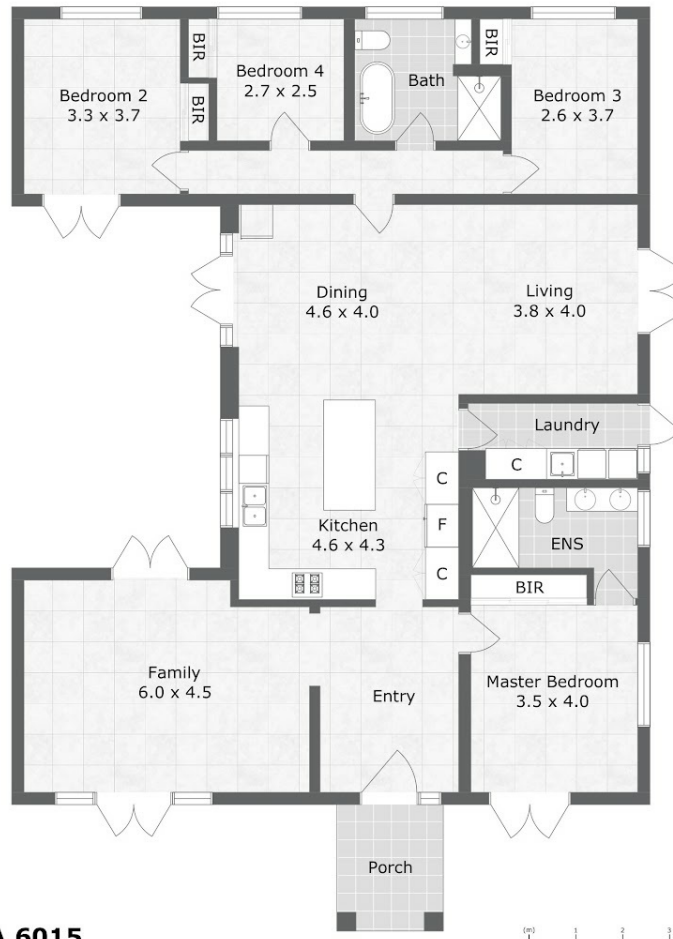 BIR
Bedroom 4
2.7 x 2.5
BIR
Bath
Bedroom 2
3.3 x 3.7
BIR
Bedroom 3
2.6 x 3.7
Dining
4.6 x 4.0
Living
3.8 x 4.0
Laundry
C
C
F
Kitchen
4.6 x 4.3
ENS
C
BIR
Family
6.0 x 4.5
Entry
Master Bedroom
3.5 x 4.0
Porch
6015
(m) 1 2 3